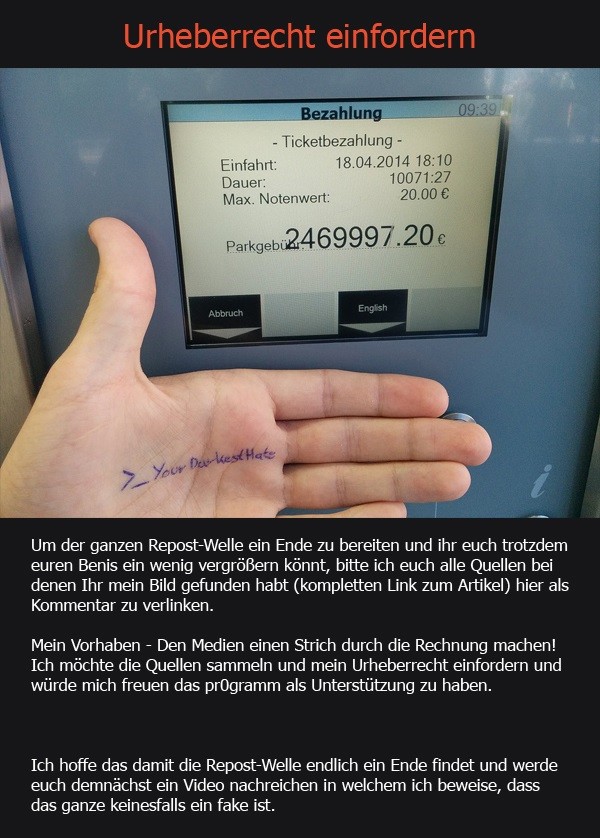 Urheberrecht einfordern
Bezahlung 09:39
- Ticketbezahlung -
Einfahrt: 18.04.2014 18:10
Dauer: 10071:27
Max. Notenwert: 20.00 €
Parkgebühr: 2469997.20 €
Abbruch English
>_ YourDarkestHate
i
Um der ganzen Repost-Welle ein Ende zu bereiten und ihr euch trotzdem
euren Benis ein wenig vergrößern könnt, bitte ich euch alle Quellen bei
denen Ihr mein Bild gefunden habt (kompletten Link zum Artikel) hier als
Kommentar zu verlinken.
Mein Vorhaben - Den Medien einen Strich durch die Rechnung machen!
Ich möchte die Quellen sammeln und mein Urheberrecht einfordern und
würde mich freuen das pr0gramm als Unterstützung zu haben.
Ich hoffe das damit die Repost-Welle endlich ein Ende findet und werde
euch demnächst ein Video nachreichen in welchem ich beweise, dass
das ganze keinesfalls ein fake ist.